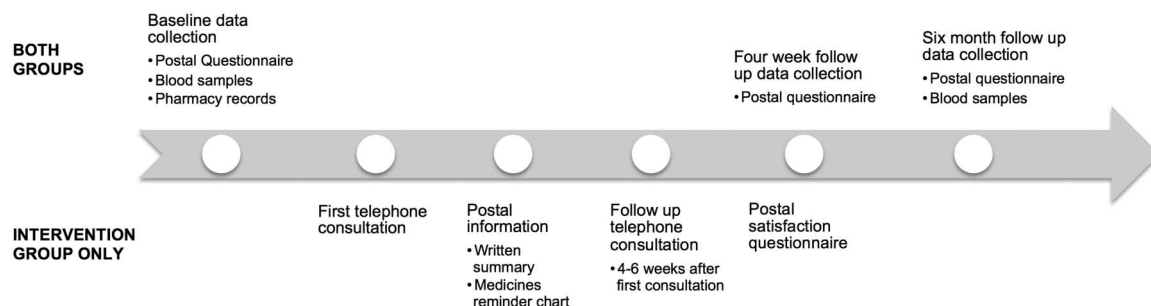 BOTH
GROUPS
Baseline data
collection
• Postal Questionnaire
• Blood samples
• Pharmacy records
Four week follow
up data collection
• Postal questionnaire
Six month follow up
data collection
• Postal questionnaire
• Blood samples
INTERVENTION
GROUP ONLY
First telephone
consultation
Postal
information
• Written
summary
• Medicines
reminder chart
Follow up
telephone
consultation
• 4-6 weeks after
first consultation
Postal
satisfaction
questionnaire